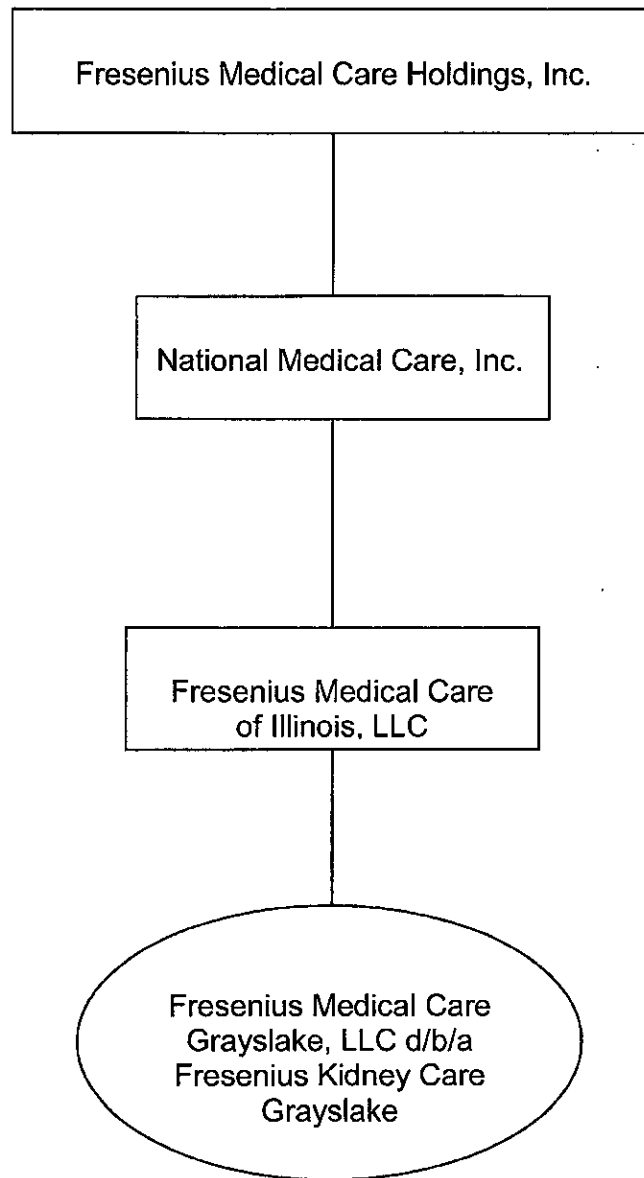 Fresenius Medical Care Holdings, Inc.
National Medical Care, Inc.
Fresenius Medical Care
of Illinois, LLC
Fresenius Medical Care
Grayslake, LLC d/b/a
Fresenius Kidney Care
Grayslake